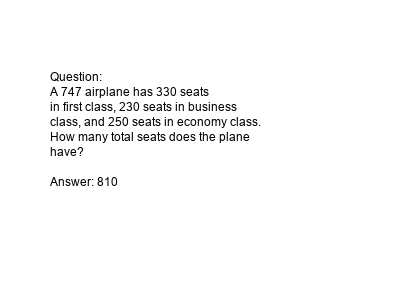 Question:
A 747 airplane has 330 seats
in first class, 230 seats in business
class, and 250 seats in economy class.
How many total seats does the plane
have?
Answer: 810